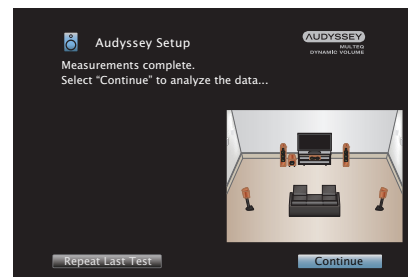 Audyssey Setup
AUDYSSEY
MULTEQ
DYNAMIC VOLUME
Measurements complete.
Select “Continue” to analyze the data...
Repeat Last Test
Continue